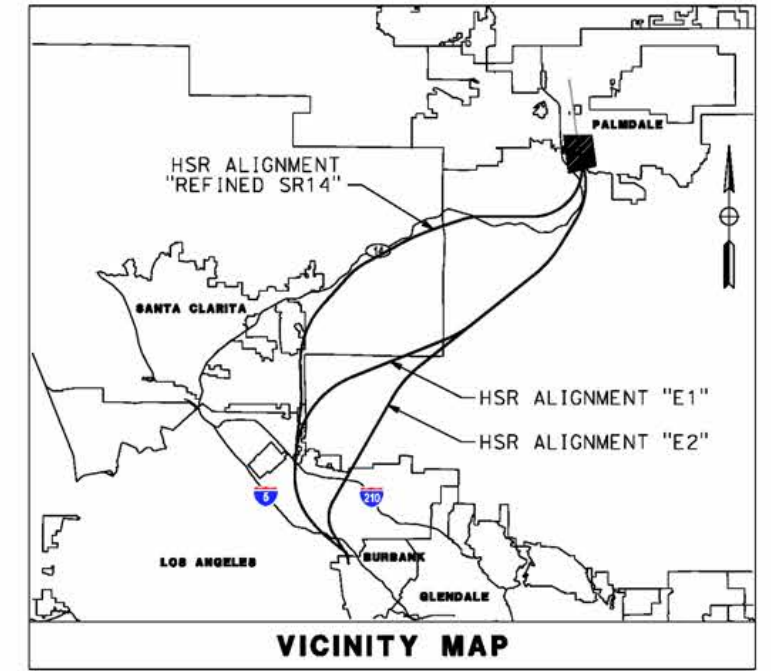 PALMDALE
HSR ALIGNMENT
"REFINED SR14"
14
SANTA CLARITA
HSR ALIGNMENT "E1"
HSR ALIGNMENT "E2"
5
210
LOS ANGELES
BURBANK
GLENDALE
VICINITY MAP